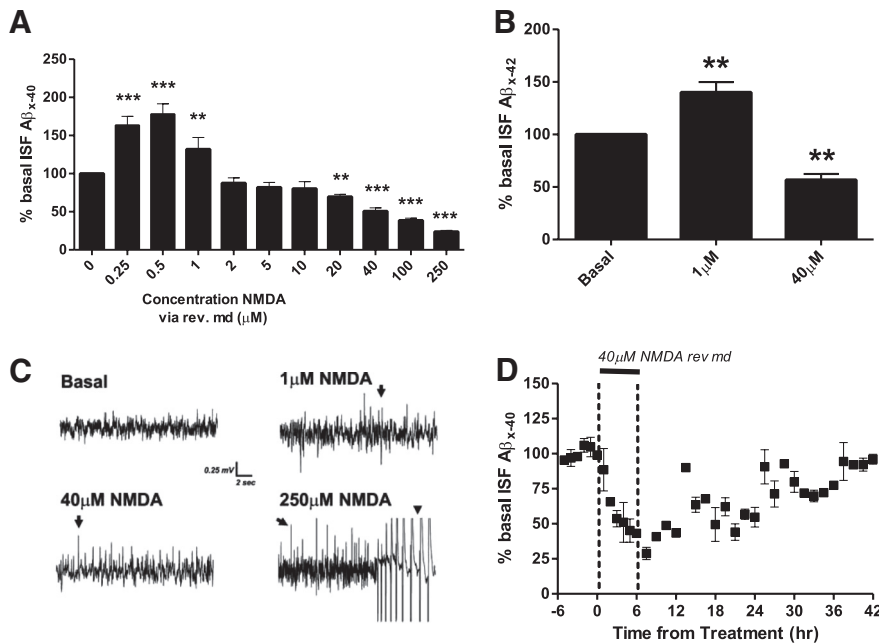 A
% basal ISF Aβx-40
250
200
150
100
50
0
***
***
**
**
***
***
***
0
0.25
0.5
1
2
5
10
20
40
100
250
Concentration NMDA
via rev. md (μM)
B
% basal ISF Aβx-42
200
150
100
50
0
**
**
Basal
1μM
40μM
C
Basal
1μM NMDA
0.25 mV
2 sec
40μM NMDA
250μM NMDA
D
40μM NMDA rev md
% basal ISF Aβx-40
150
125
100
75
50
25
0
-6 0 6 12 18 24 30 36 42
Time from Treatment (hr)